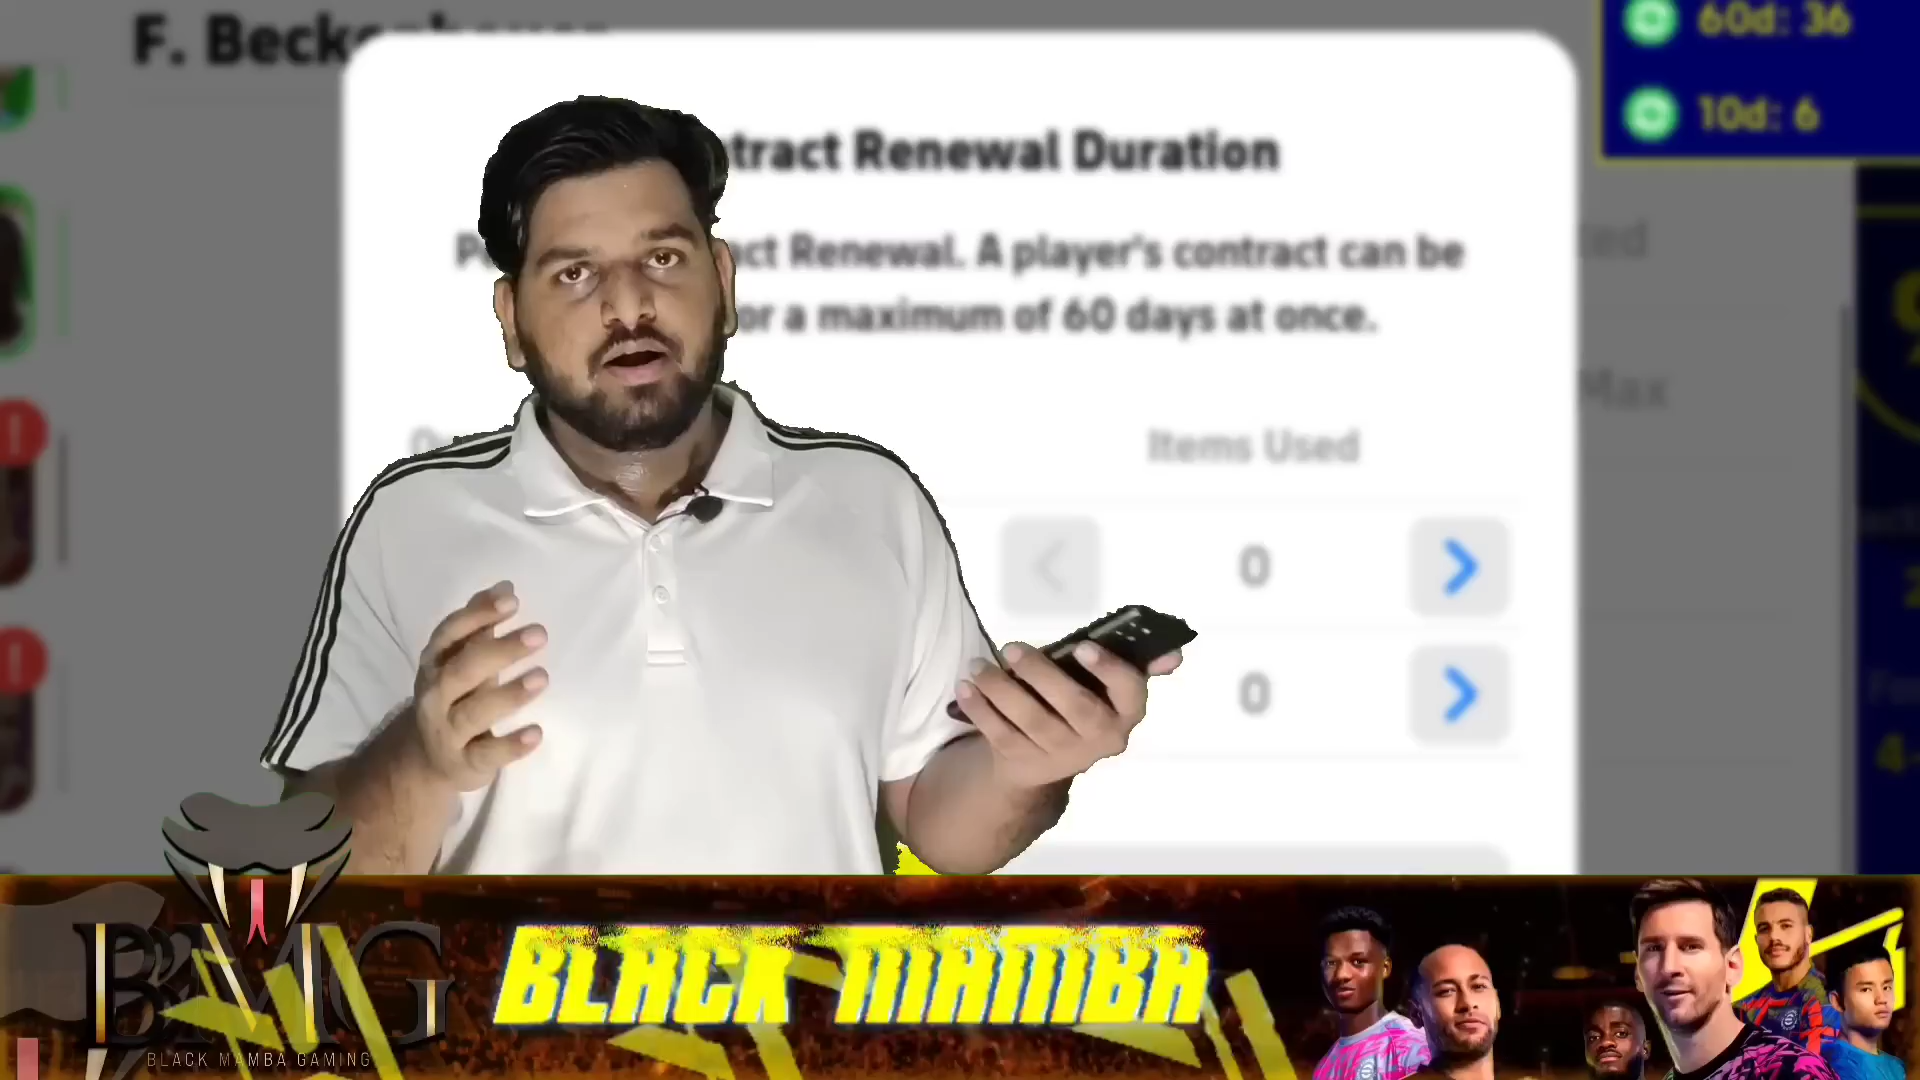 F. Beck
60d: 36
10d: 6
tract Renewal Duration
act Renewal. A player's contract can be
or a maximum of 60 days at once.
Max
Items Used
0
0
BMG
BLACK MAMBA GAMING
BLACK MAMBA